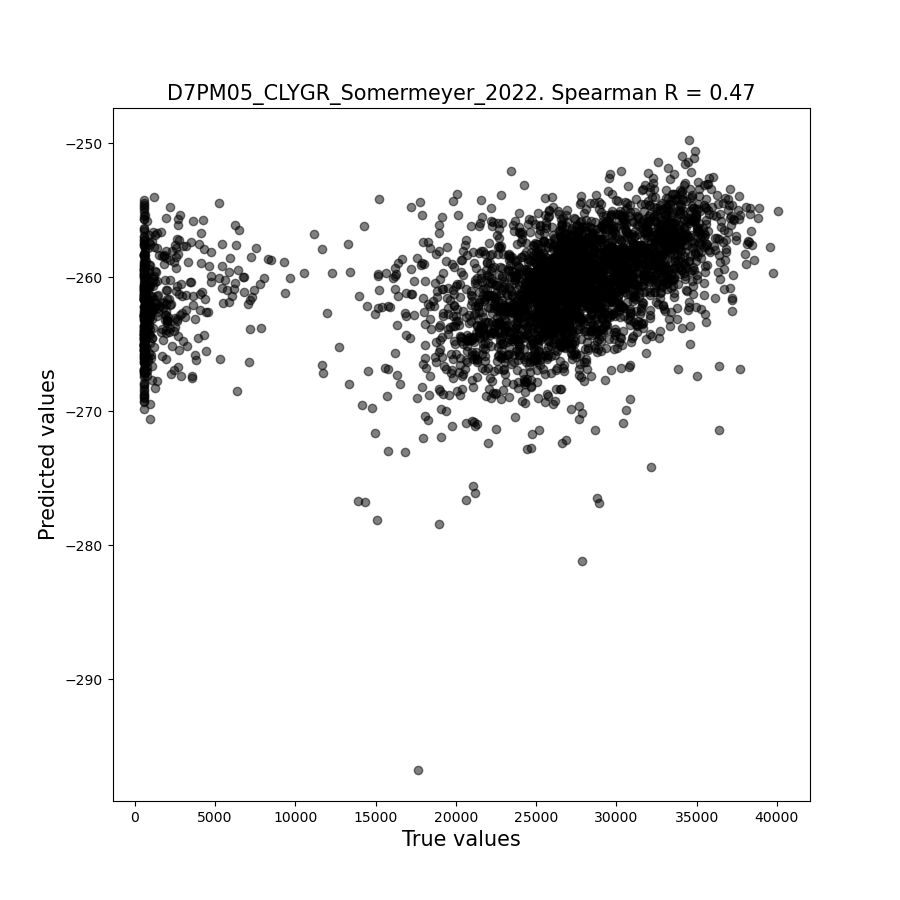 D7PM05_CLYGR_Somermeyer_2022. Spearman R = 0.47
−250
−260
−270
−280
−290
Predicted values
0 5000 10000 15000 20000 25000 30000 35000 40000
True values